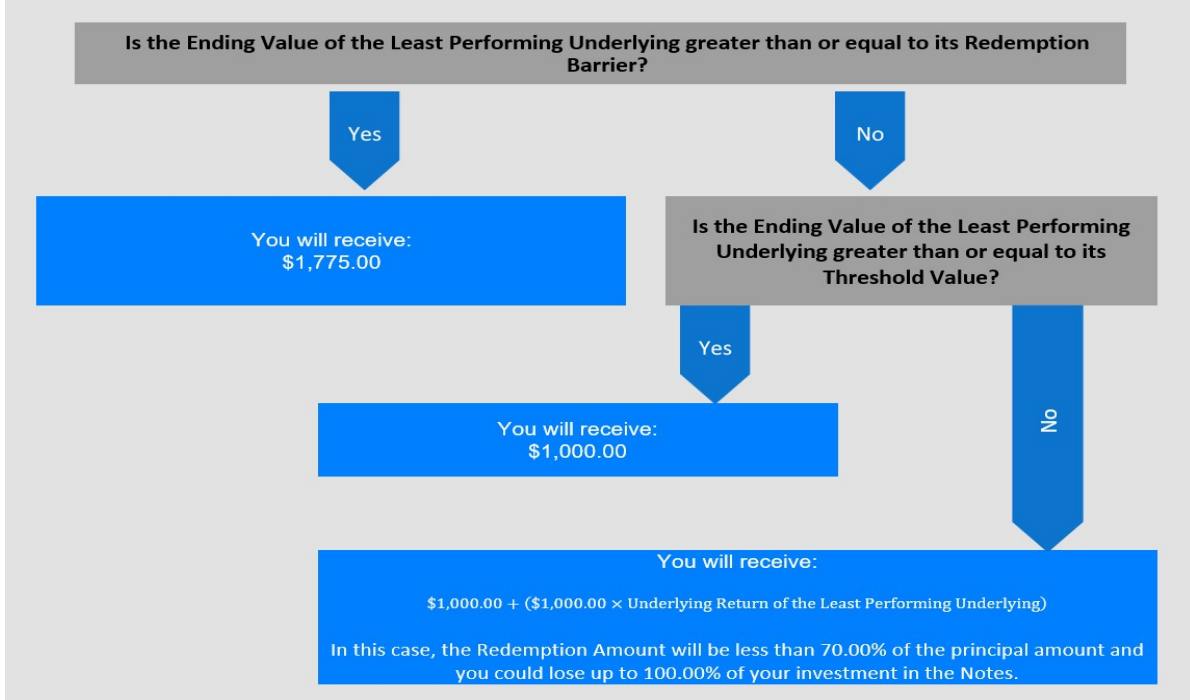 Is the Ending Value of the Least Performing Underlying greater than or equal to its Redemption
Barrier?
Yes
No
You will receive:
$1,775.00
Is the Ending Value of the Least Performing
Underlying greater than or equal to its
Threshold Value?
Yes
No
You will receive:
$1,000.00
You will receive:
$1,000.00 + ($1,000.00 × Underlying Return of the Least Performing Underlying)
In this case, the Redemption Amount will be less than 70.00% of the principal amount and
you could lose up to 100.00% of your investment in the Notes.